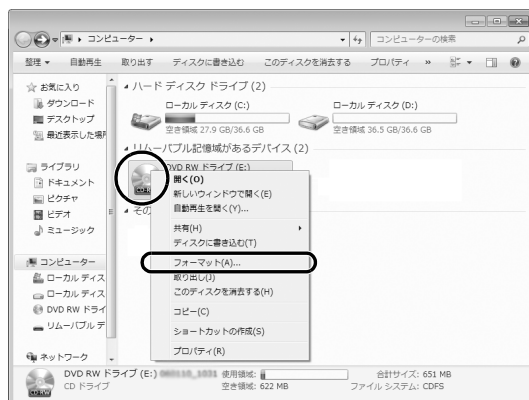 コンピューター
コンピューターの検索
整理 自動再生 取り出す ディスクに書き込む このディスクを消去する プロパティ »
お気に入り
ダウンロード
デスクトップ
最近表示した場所
ライブラリ
ドキュメント
ピクチャ
ビデオ
ミュージック
コンピューター
ローカル ディス
ローカル ディス
DVD RW ドライ
リムーバブル デ
ネットワーク
ハード ディスク ドライブ (2)
ローカル ディスク (C:)
空き領域 27.9 GB/36.6 GB
ローカル ディスク (D:)
空き領域 36.5 GB/36.6 GB
リムーバブル記憶域があるデバイス (2)
DVD RW ドライブ (E:)
CD-RW
その
開く(O)
新しいウィンドウで開く(E)
自動再生を開く(Y)...
共有(H)
ディスクに書き込む(T)
フォーマット(A)...
取り出し(J)
このディスクを消去する(H)
コピー(C)
ショートカットの作成(S)
プロパティ(R)
DVD RW ドライブ (E:) 使用領域: 合計サイズ: 651 MB
CD ドライブ 空き領域: 622 MB ファイル システム: CDFS
CD-RW